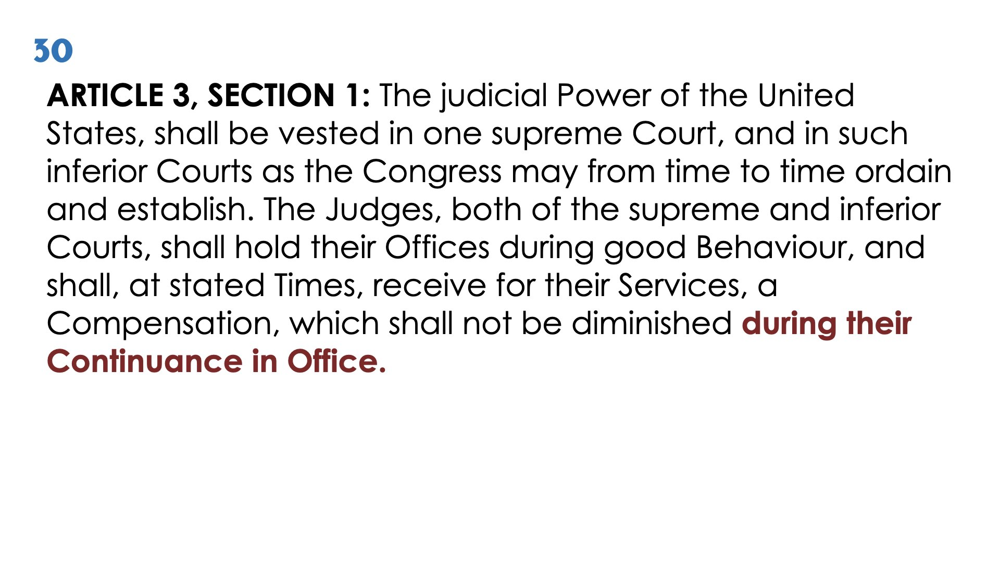 30
ARTICLE 3, SECTION 1: The judicial Power of the United
States, shall be vested in one supreme Court, and in such
inferior Courts as the Congress may from time to time ordain
and establish. The Judges, both of the supreme and inferior
Courts, shall hold their Offices during good Behaviour, and
shall, at stated Times, receive for their Services, a
Compensation, which shall not be diminished during their
Continuance in Office.